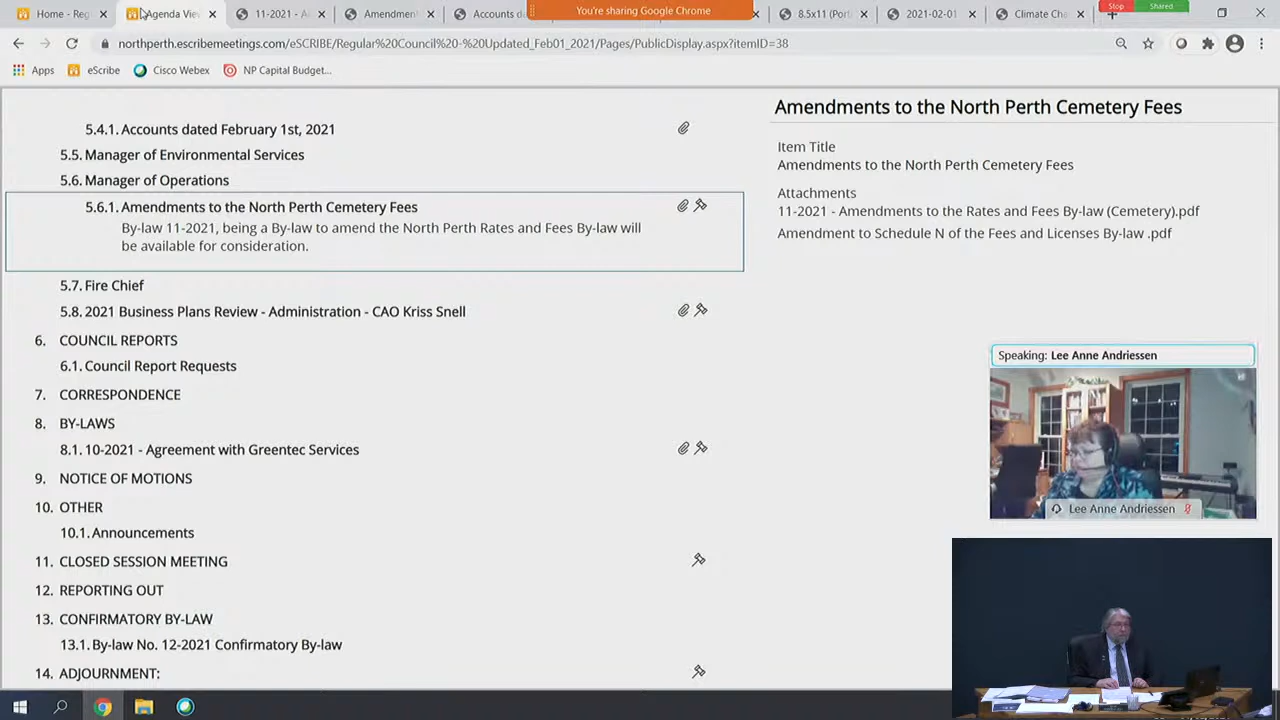 Home - Reg
Agenda Vie
11-2021 - A
Amendmen
Accounts da
You're sharing Google Chrome
8.5x11 (Port
2021-02-01
Climate Cha
Stop
Shared
northperth.escribemeetings.com/eSCRIBE/Regular%20Council%20-%20Updated_Feb01_2021/Pages/PublicDisplay.aspx?itemID=38
Apps
eScribe
Cisco Webex
NP Capital Budget...
5.4.1. Accounts dated February 1st, 2021
5.5. Manager of Environmental Services
5.6. Manager of Operations
5.6.1. Amendments to the North Perth Cemetery Fees
By-law 11-2021, being a By-law to amend the North Perth Rates and Fees By-law will
be available for consideration.
5.7. Fire Chief
5.8. 2021 Business Plans Review - Administration - CAO Kriss Snell
6. COUNCIL REPORTS
6.1. Council Report Requests
7. CORRESPONDENCE
8. BY-LAWS
8.1. 10-2021 - Agreement with Greentec Services
9. NOTICE OF MOTIONS
10. OTHER
10.1. Announcements
11. CLOSED SESSION MEETING
12. REPORTING OUT
13. CONFIRMATORY BY-LAW
13.1. By-law No. 12-2021 Confirmatory By-law
14. ADJOURNMENT:
Amendments to the North Perth Cemetery Fees
Item Title
Amendments to the North Perth Cemetery Fees
Attachments
11-2021 - Amendments to the Rates and Fees By-law (Cemetery).pdf
Amendment to Schedule N of the Fees and Licenses By-law .pdf
Speaking: Lee Anne Andriessen
Lee Anne Andriessen